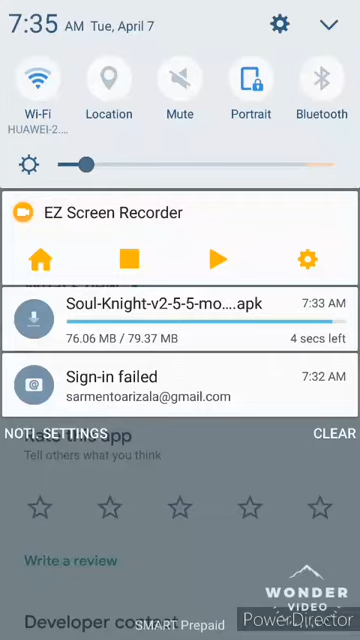 7:35 AM Tue, April 7
Wi-Fi
HUAWEI-2....
Location
Mute
Portrait
Bluetooth
EZ Screen Recorder
Soul-Knight-v2-5-5-mo....apk 7:33 AM
76.06 MB / 79.37 MB 4 secs left
Sign-in failed 7:32 AM
sarmentoarizala@gmail.com
NOTI. SETTINGS CLEAR
Rate this app
Tell others what you think
Write a review
Developer contact
SMART Prepaid
WONDER
VIDEO
PowerDirector